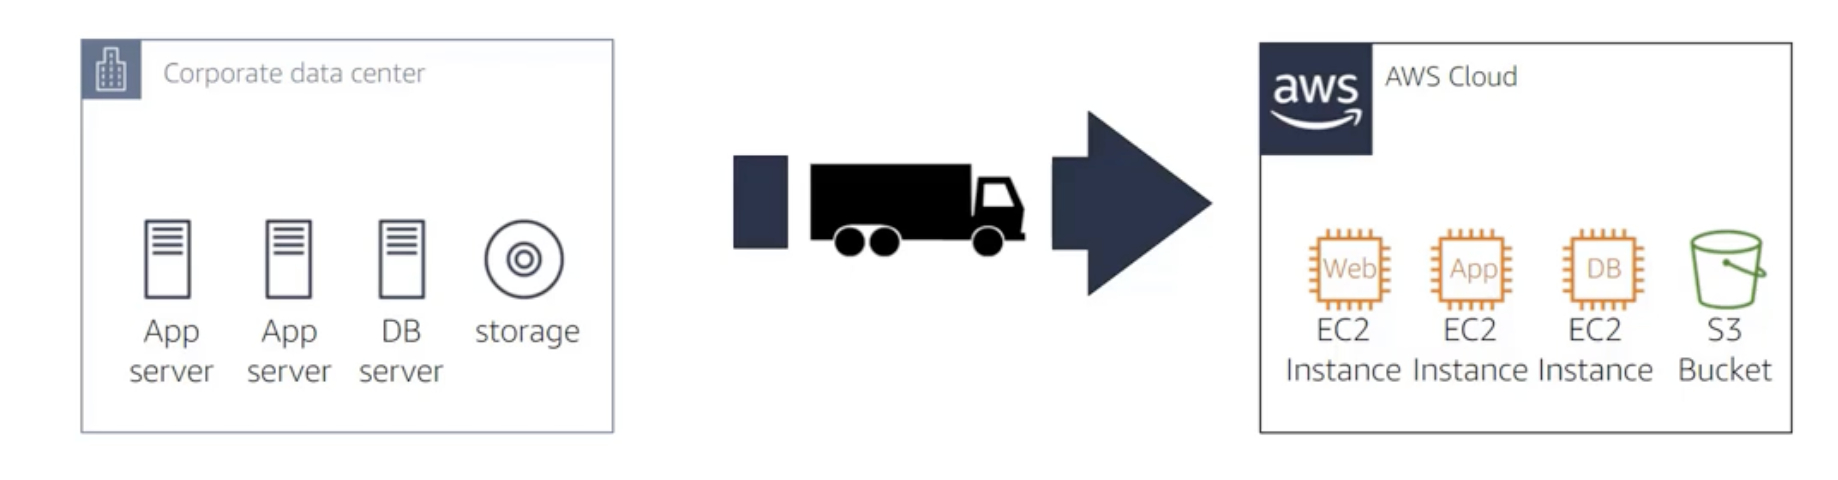 Corporate data center
App
server
App
server
DB
server
storage
aws
AWS Cloud
Web
EC2
Instance
App
EC2
Instance
DB
EC2
Instance
S3
Bucket